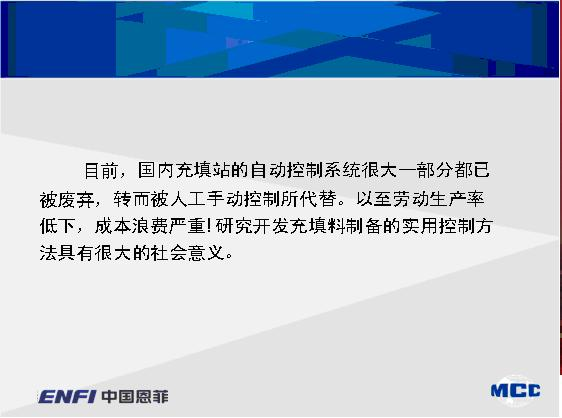 目前，国内充填站的自动控制系统很大一部分都已
被废弃，转而被人工手动控制所代替。以至劳动生产率
低下，成本浪费严重!研究开发充填料制备的实用控制方
法具有很大的社会意义。
ENFI 中国恩菲
MCC